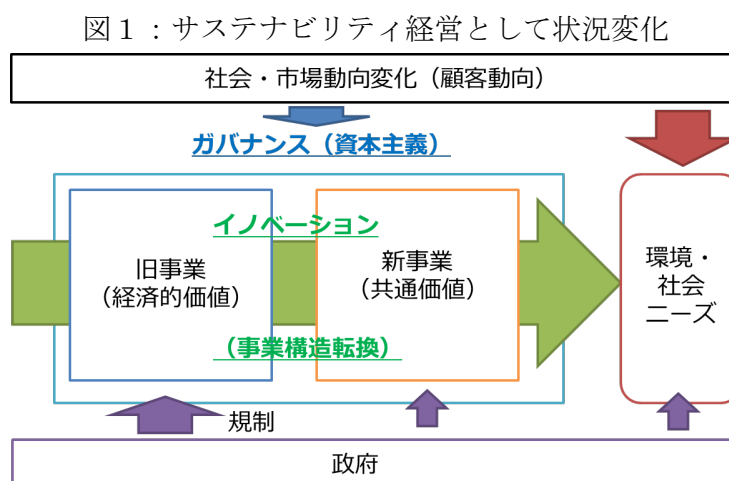 図１：サステナビリティ経営として状況変化
社会・市場動向変化（顧客動向）
ガバナンス（資本主義）
イノベーション
旧事業
（経済的価値）
新事業
（共通価値）
環境・
社会
ニーズ
（事業構造転換）
規制
政府